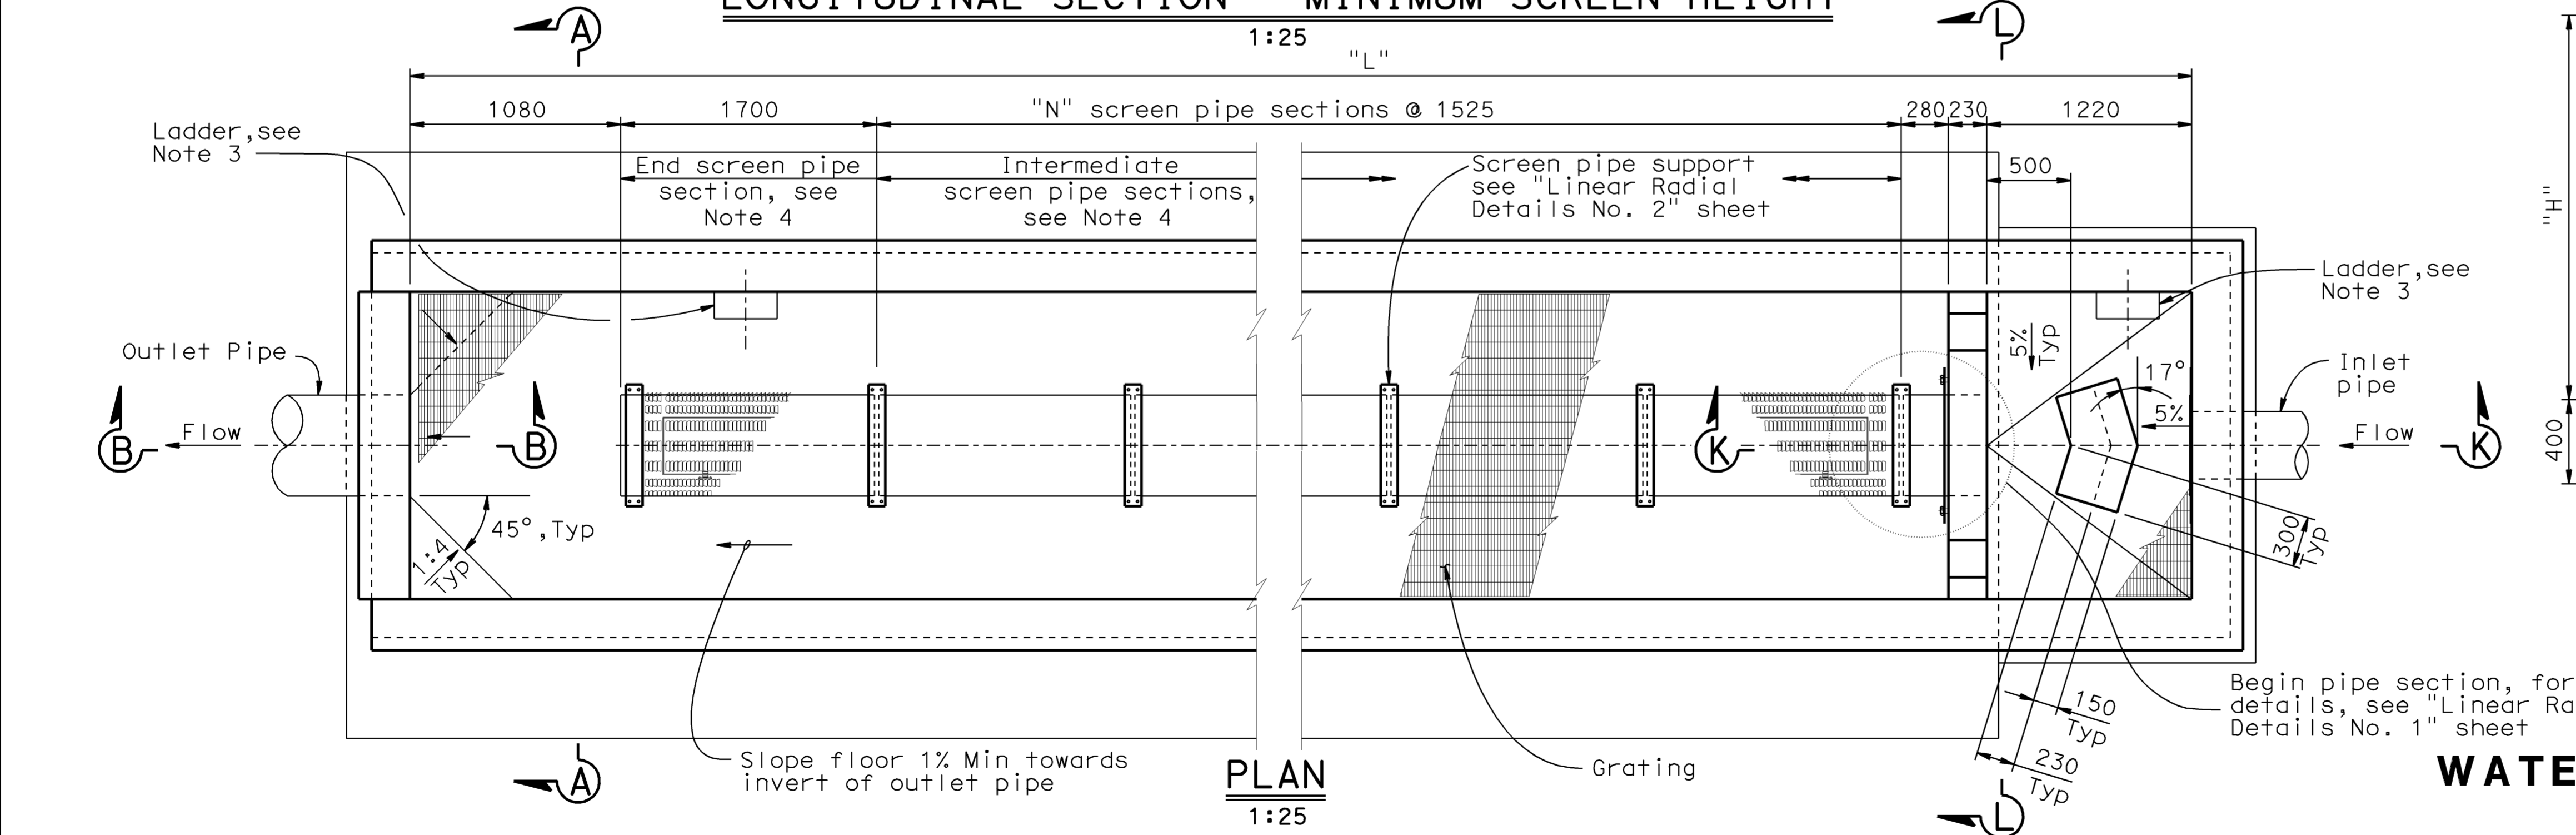 LONGITUDINAL SECTION - MINIMUM SCREEN HEIGHT
1:25
A
L
"L"
1080
1700
"N" screen pipe sections @ 1525
280
230
1220
Ladder,see
Note 3
End screen pipe
section, see
Note 4
Intermediate
screen pipe sections,
see Note 4
Screen pipe support
see "Linear Radial
Details No. 2" sheet
500
"H"
Ladder,see
Note 3
5%
Typ
Outlet Pipe
17°
Inlet
pipe
5%
B
Flow
B
K
Flow
K
400
45°,Typ
1:4
Typ
300
Typ
Begin pipe section, for
details, see "Linear Ra
Details No. 1" sheet
150
Typ
230
Typ
Slope floor 1% Min towards
invert of outlet pipe
Grating
A
PLAN
1:25
L
WATE